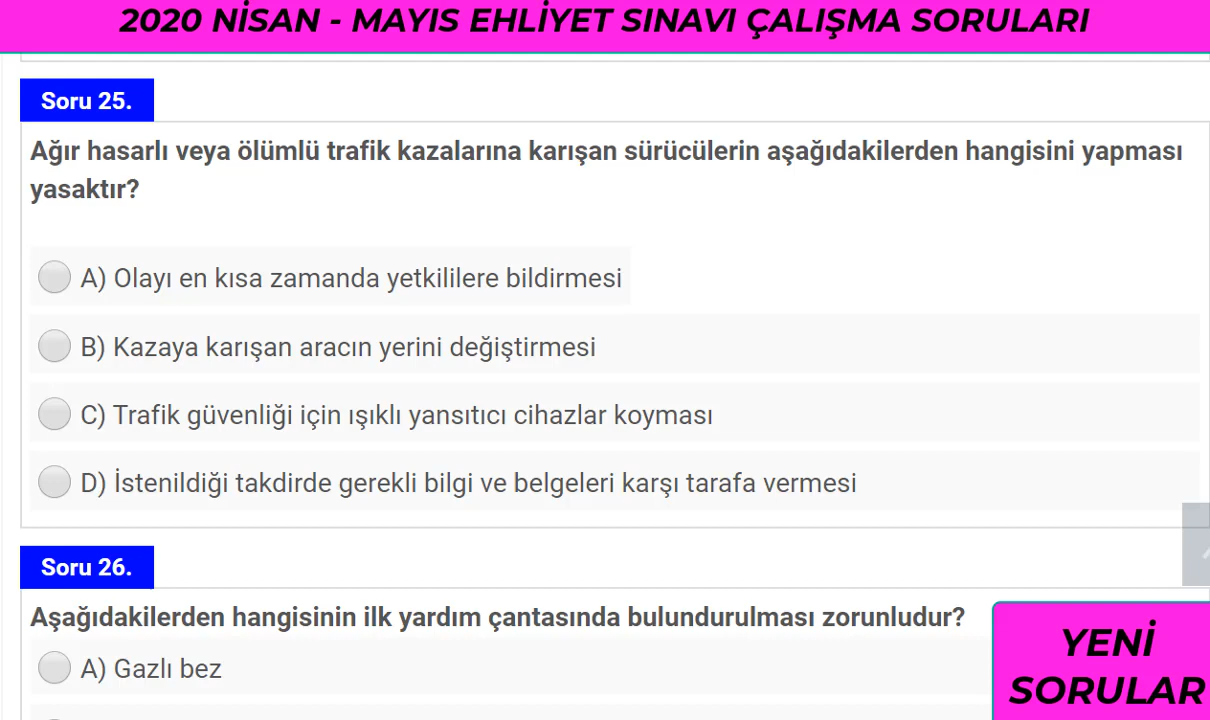 2020 NİSAN - MAYIS EHLİYET SINAVI ÇALIŞMA SORULARI
Soru 25.
Ağır hasarlı veya ölümlü trafik kazalarına karışan sürücülerin aşağıdakilerden hangisini yapması
yasaktır?
A) Olayı en kısa zamanda yetkililere bildirmesi
B) Kazaya karışan aracın yerini değiştirmesi
C) Trafik güvenliği için ışıklı yansıtıcı cihazlar koyması
D) İstenildiği takdirde gerekli bilgi ve belgeleri karşı tarafa vermesi
Soru 26.
Aşağıdakilerden hangisinin ilk yardım çantasında bulundurulması zorunludur?
A) Gazlı bez
YENİ
SORULAR